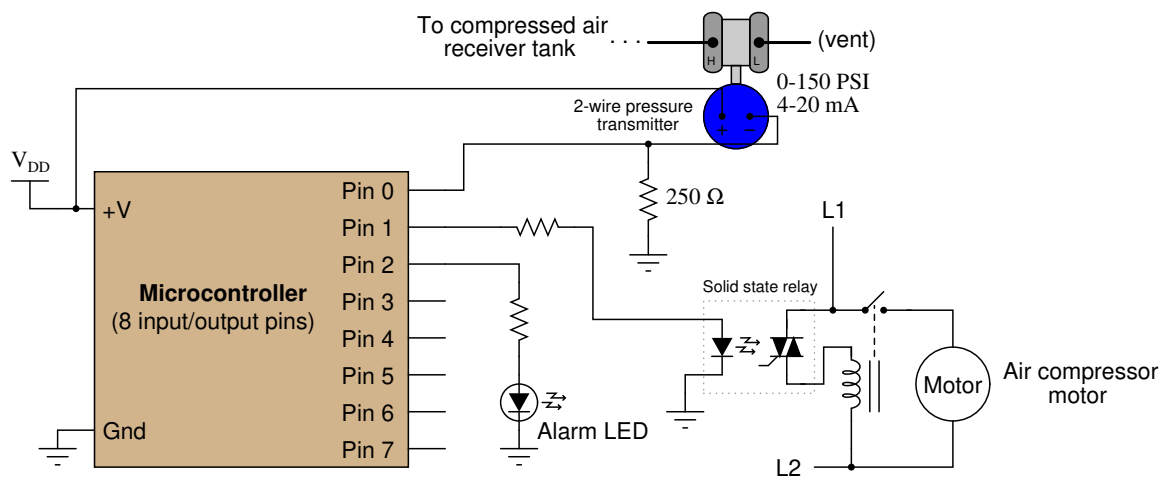 To compressed air
receiver tank
. . .
H
L
(vent)
0-150 PSI
4-20 mA
2-wire pressure
transmitter
+ −
V_DD
+V
Pin 0
250 Ω
Pin 1
L1
Pin 2
Microcontroller
(8 input/output pins)
Solid state relay
Pin 3
Pin 4
Pin 5
Motor
Air compressor
motor
Pin 6
Gnd
Alarm LED
Pin 7
L2